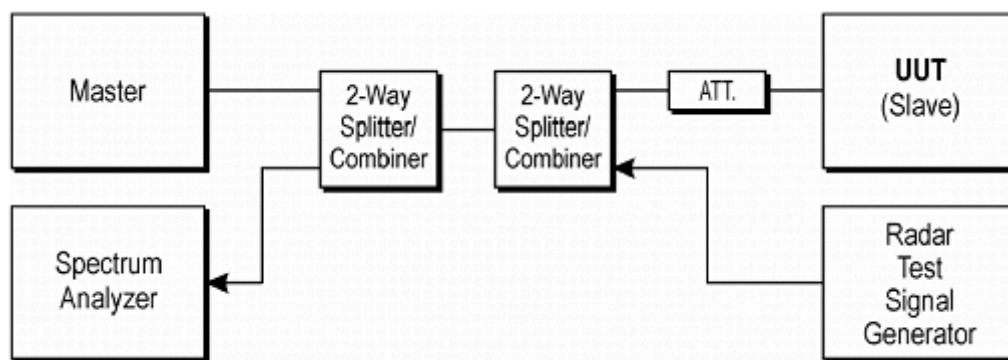 Master
2-Way
Splitter/
Combiner
2-Way
Splitter/
Combiner
ATT.
UUT
(Slave)
Spectrum
Analyzer
Radar
Test
Signal
Generator